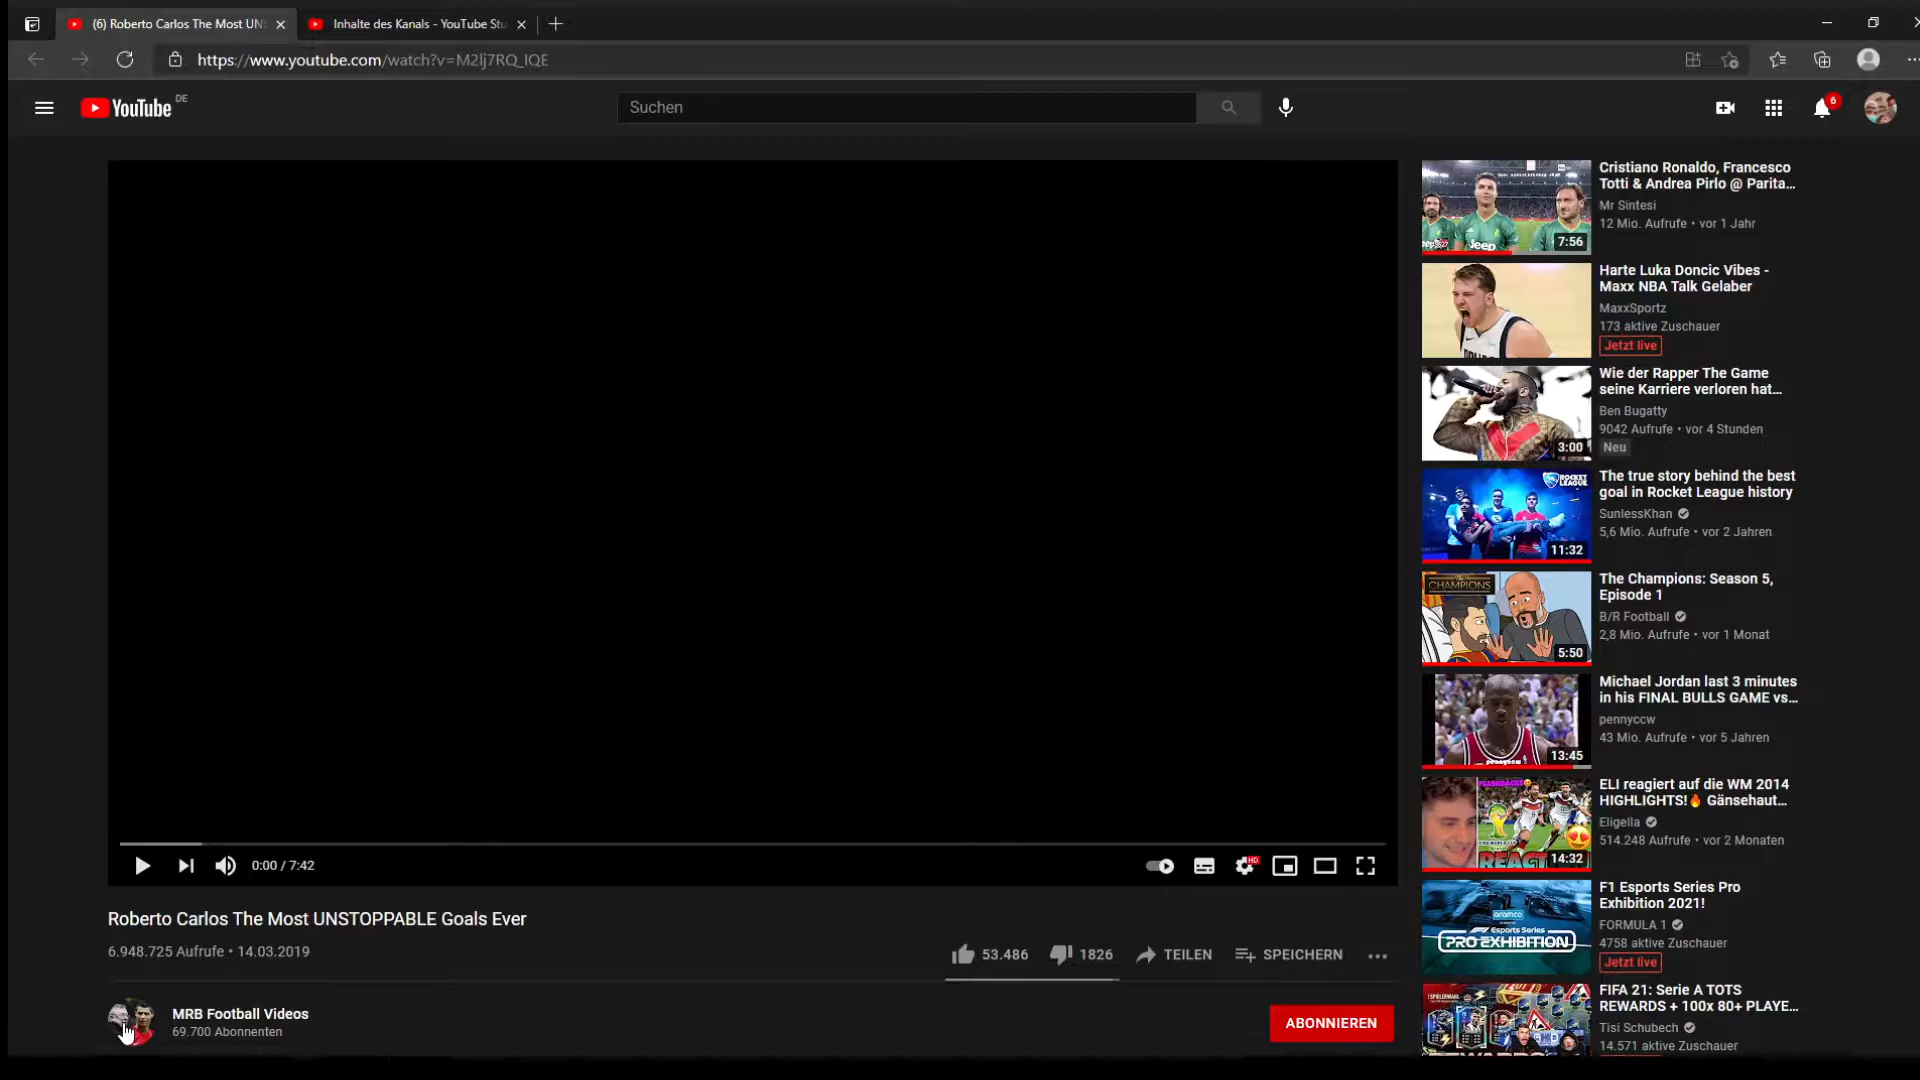 (6) Roberto Carlos The Most UN
Inhalte des Kanals - YouTube Stu
https://www.youtube.com/watch?v=M2lj7RQ_IQE
YouTube DE
Suchen
6
Cristiano Ronaldo, Francesco
Totti & Andrea Pirlo @ Parita...
Mr Sintesi
12 Mio. Aufrufe • vor 1 Jahr
Jeep
7:56
Harte Luka Doncic Vibes -
Maxx NBA Talk Gelaber
MaxxSportz
173 aktive Zuschauer
Jetzt live
Wie der Rapper The Game
seine Karriere verloren hat...
Ben Bugatty
9042 Aufrufe • vor 4 Stunden
Neu
3:00
The true story behind the best
goal in Rocket League history
SunlessKhan
5,6 Mio. Aufrufe • vor 2 Jahren
ROCKET
LEAGUE
11:32
The Champions: Season 5,
Episode 1
B/R Football
2,8 Mio. Aufrufe • vor 1 Monat
CHAMPIONS
5:50
Michael Jordan last 3 minutes
in his FINAL BULLS GAME vs...
pennyccw
43 Mio. Aufrufe • vor 5 Jahren
13:45
ELI reagiert auf die WM 2014
HIGHLIGHTS!🔥 Gänsehaut...
Eligella
514.248 Aufrufe • vor 2 Monaten
REACT
14:32
F1 Esports Series Pro
Exhibition 2021!
FORMULA 1
4758 aktive Zuschauer
Jetzt live
aramco
Esports Series
PRO EXHIBITION
FIFA 21: Serie A TOTS
REWARDS + 100x 80+ PLAYE...
Tisi Schubech
14.571 aktive Zuschauer
0:00 / 7:42
HD
Roberto Carlos The Most UNSTOPPABLE Goals Ever
6.948.725 Aufrufe • 14.03.2019
53.486
1826
TEILEN
SPEICHERN
MRB Football Videos
69.700 Abonnenten
ABONNIEREN